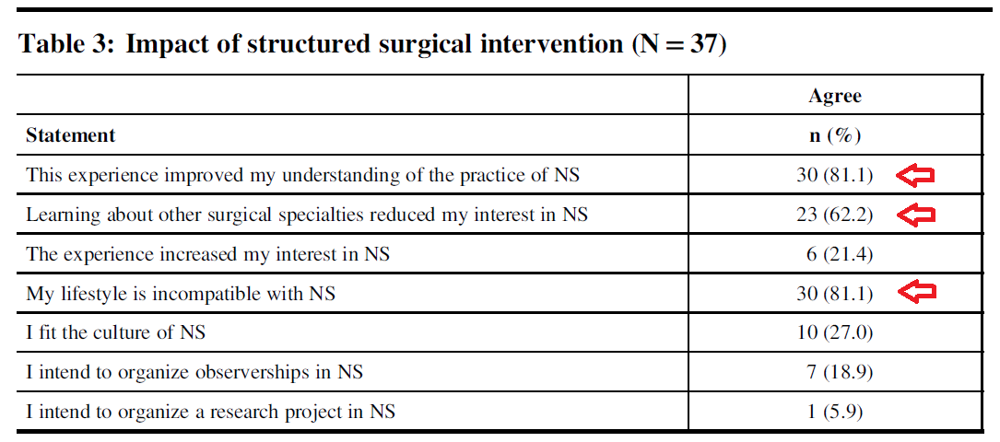 Table 3: Impact of structured surgical intervention (N = 37)
Agree
Statement n (%)
This experience improved my understanding of the practice of NS 30 (81.1)
Learning about other surgical specialties reduced my interest in NS 23 (62.2)
The experience increased my interest in NS 6 (21.4)
My lifestyle is incompatible with NS 30 (81.1)
I fit the culture of NS 10 (27.0)
I intend to organize observerships in NS 7 (18.9)
I intend to organize a research project in NS 1 (5.9)